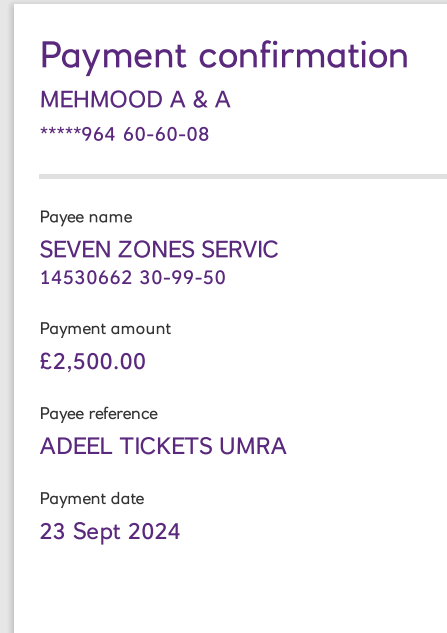 Payment confirmation
MEHMOOD A & A
*****964 60-60-08
Payee name
SEVEN ZONES SERVIC
14530662 30-99-50
Payment amount
£2,500.00
Payee reference
ADEEL TICKETS UMRA
Payment date
23 Sept 2024